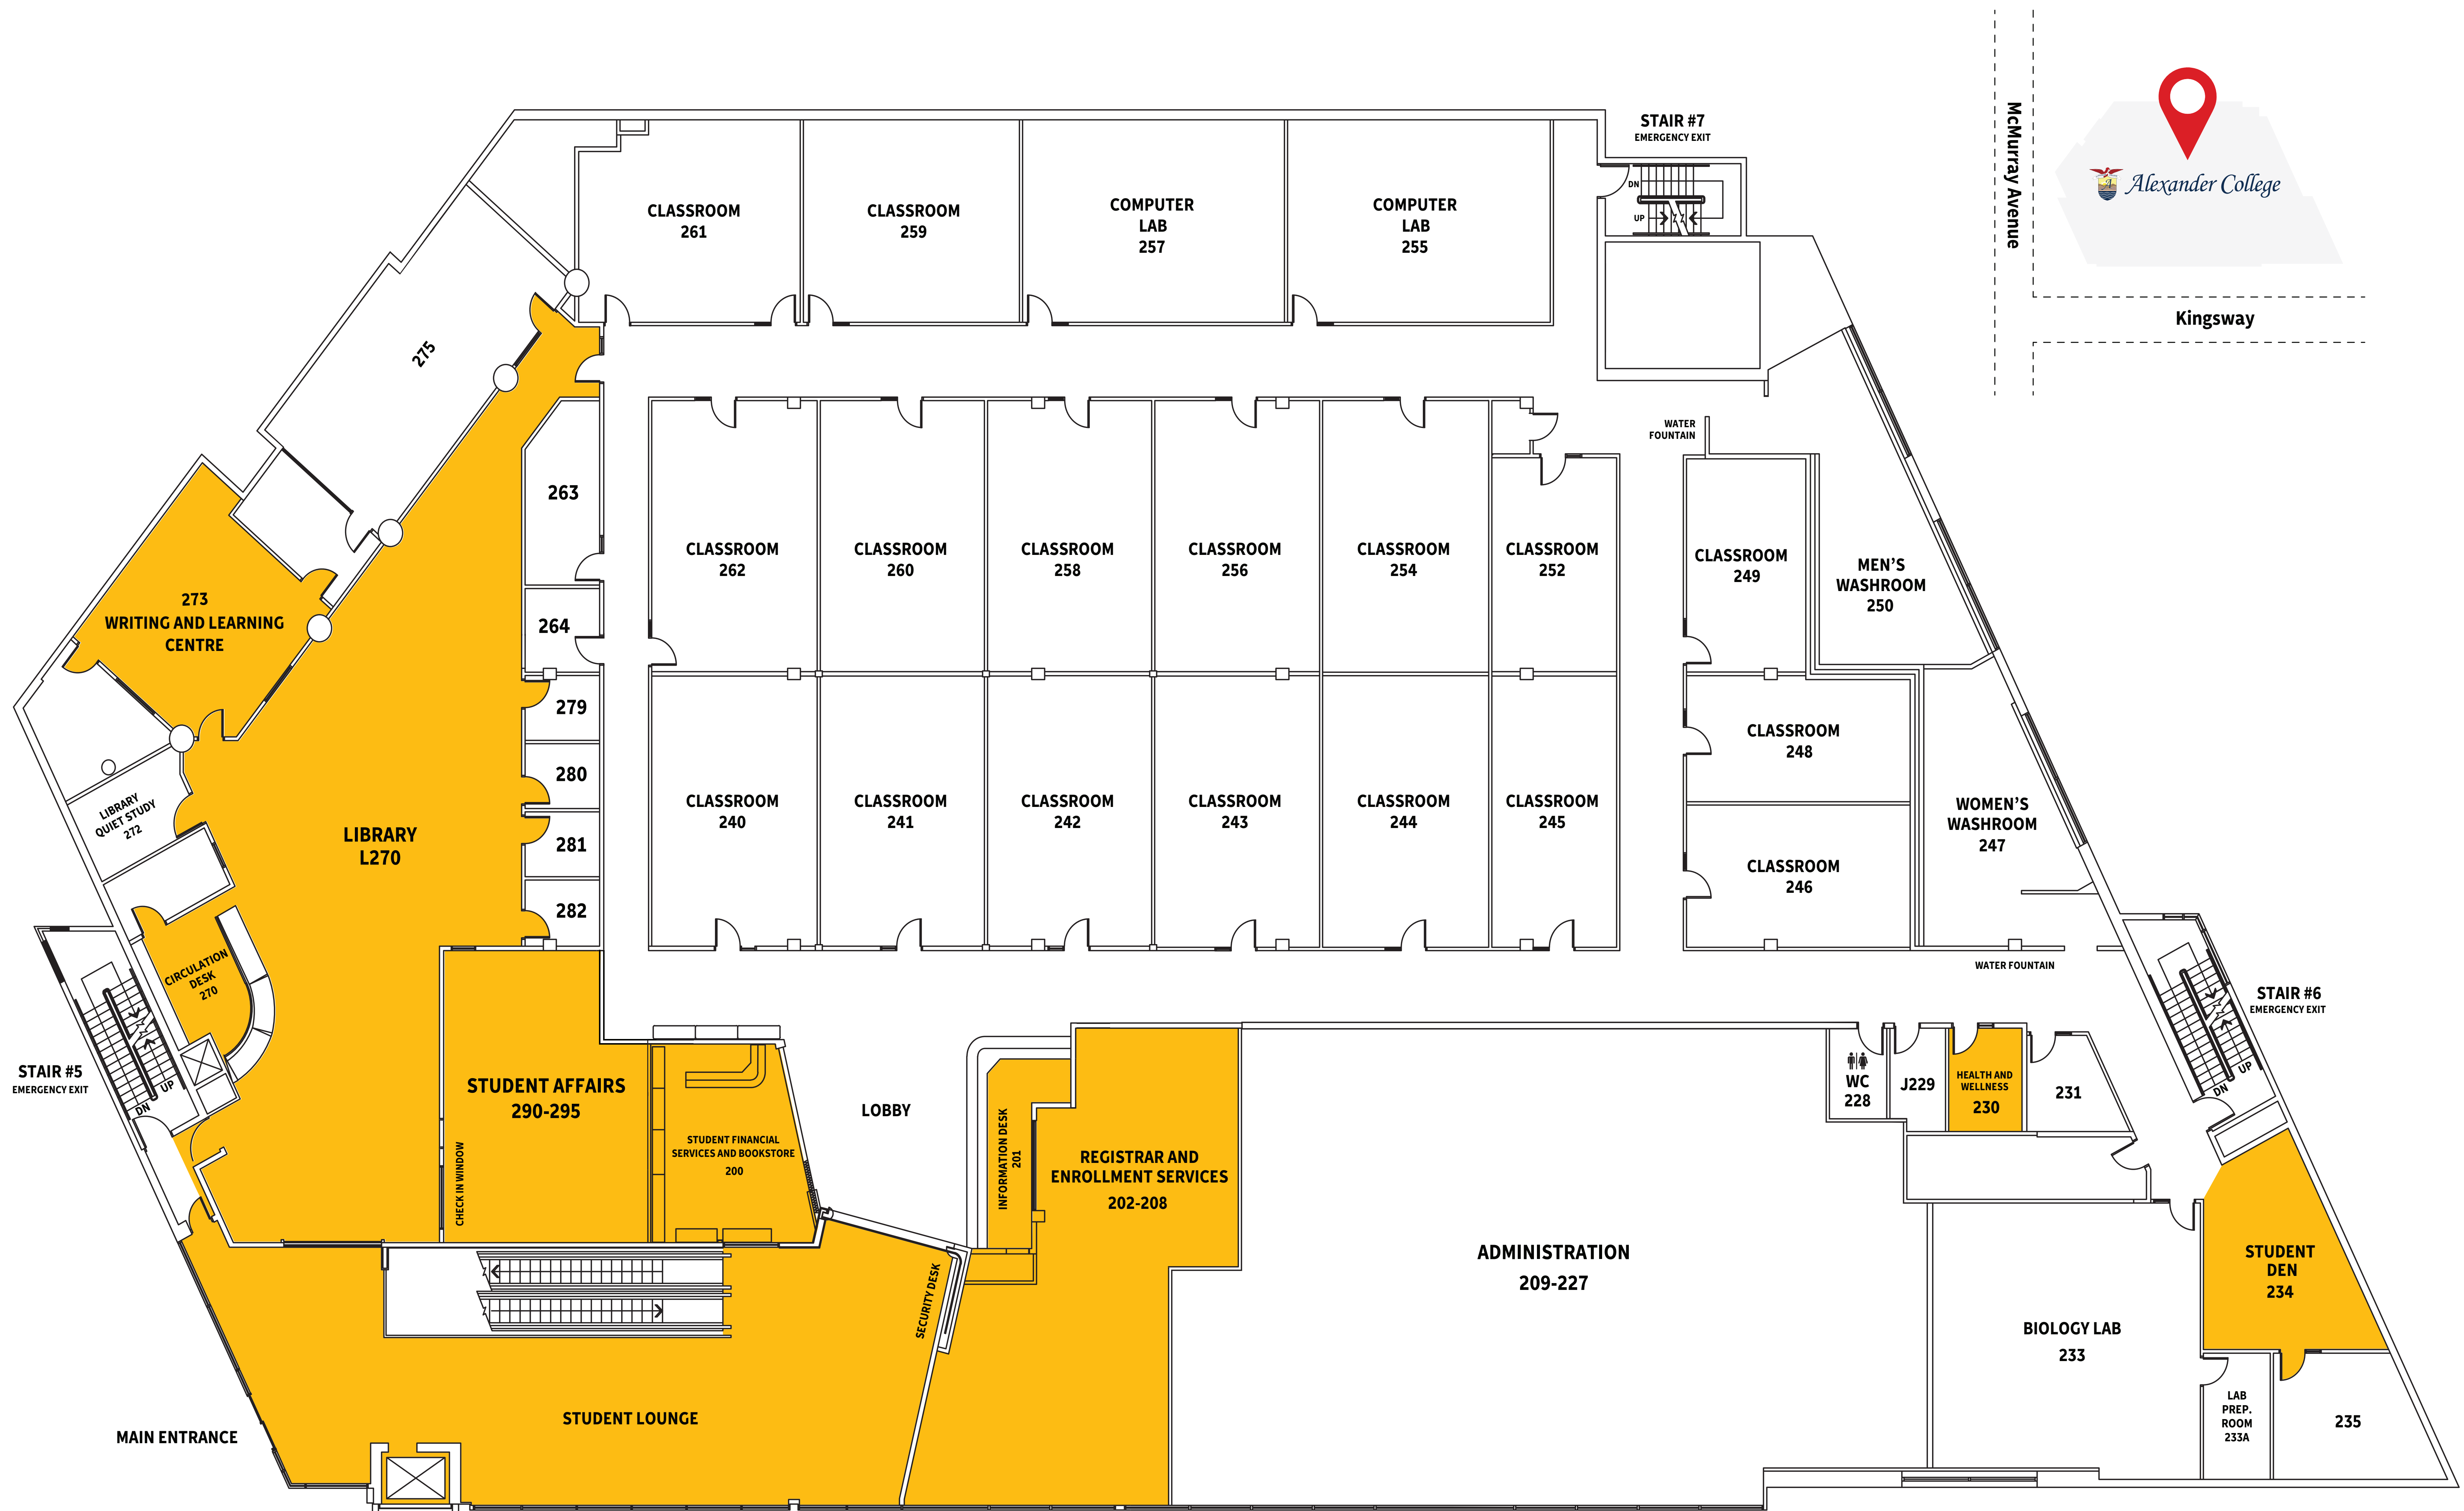 STAIR #7
EMERGENCY EXIT
DN
UP
McMurray Avenue
Alexander College
Kingsway
CLASSROOM
261
CLASSROOM
259
COMPUTER
LAB
257
COMPUTER
LAB
255
275
WATER
FOUNTAIN
263
264
CLASSROOM
262
CLASSROOM
260
CLASSROOM
258
CLASSROOM
256
CLASSROOM
254
CLASSROOM
252
CLASSROOM
249
MEN'S
WASHROOM
250
273
WRITING AND LEARNING
CENTRE
279
280
281
282
LIBRARY
QUIET STUDY
272
LIBRARY
L270
CLASSROOM
240
CLASSROOM
241
CLASSROOM
242
CLASSROOM
243
CLASSROOM
244
CLASSROOM
245
CLASSROOM
248
CLASSROOM
246
WOMEN'S
WASHROOM
247
WATER FOUNTAIN
CIRCULATION
DESK
270
STAIR #5
EMERGENCY EXIT
UP
DN
STAIR #6
EMERGENCY EXIT
UP
DN
STUDENT AFFAIRS
290-295
CHECK IN WINDOW
STUDENT FINANCIAL
SERVICES AND BOOKSTORE
200
LOBBY
INFORMATION DESK
201
REGISTRAR AND
ENROLLMENT SERVICES
202-208
WC
228
J229
HEALTH AND
WELLNESS
230
231
ADMINISTRATION
209-227
SECURITY DESK
STUDENT
DEN
234
BIOLOGY LAB
233
LAB
PREP.
ROOM
233A
235
STUDENT LOUNGE
MAIN ENTRANCE